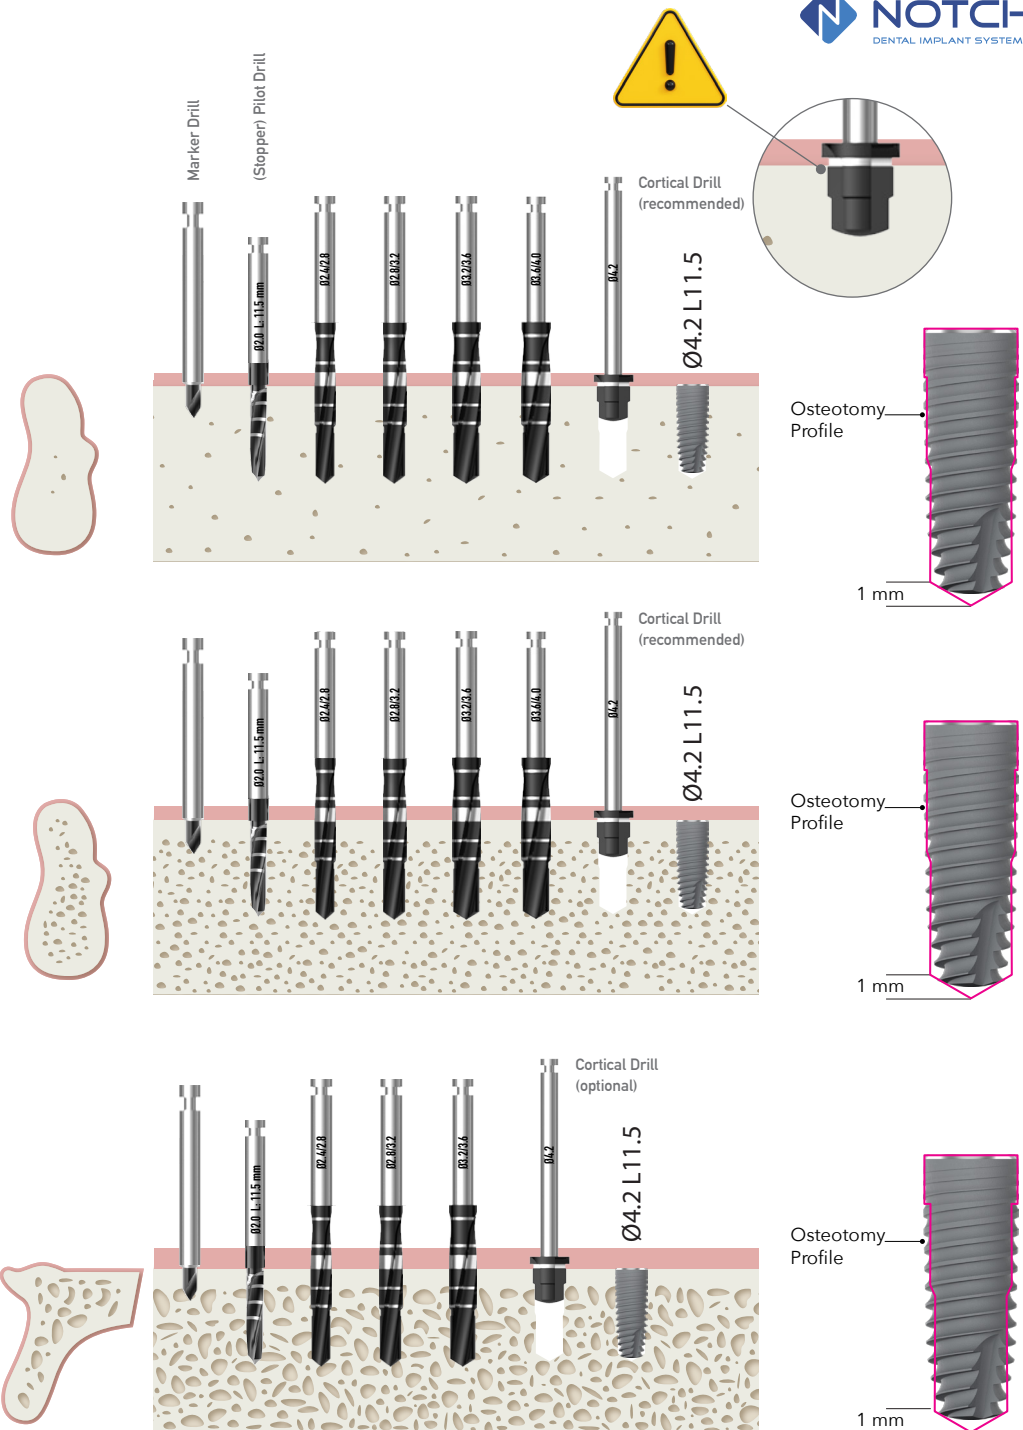 NOTCH
DENTAL IMPLANT SYSTEM
Marker Drill
(Stopper) Pilot Drill
Cortical Drill
(recommended)
Ø2.0 L: 11.5 mm
Ø2.4/2.8
Ø2.8/3.2
Ø3.2/3.6
Ø3.6/4.0
Ø4.2
Ø4.2 L11.5
Osteotomy
Profile
1 mm
Cortical Drill
(recommended)
Ø2.0 L: 11.5 mm
Ø2.4/2.8
Ø2.8/3.2
Ø3.2/3.6
Ø3.6/4.0
Ø4.2
Ø4.2 L11.5
Osteotomy
Profile
1 mm
Cortical Drill
(optional)
Ø2.0 L: 11.5 mm
Ø2.4/2.8
Ø2.8/3.2
Ø3.2/3.6
Ø4.2
Ø4.2 L11.5
Osteotomy
Profile
1 mm